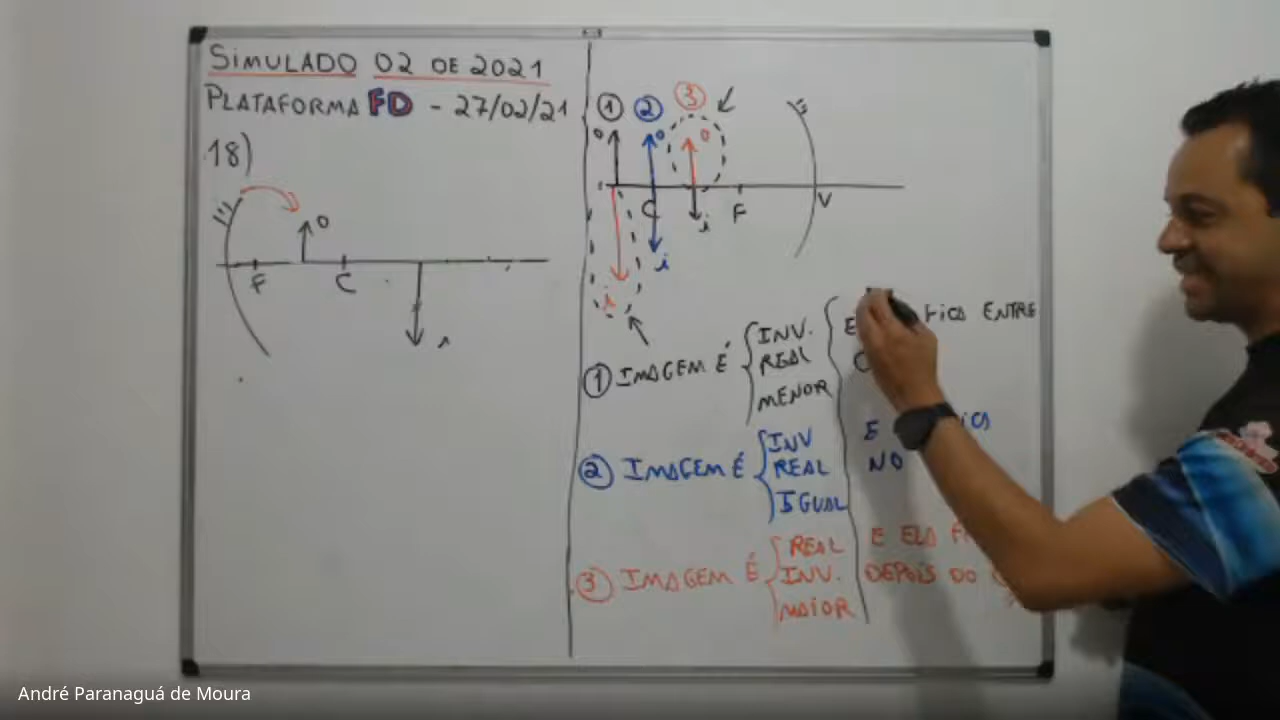 SIMULADO 02 DE 2021
PLATAFORMA FD - 27/02/21
18)
O
F C
1 2 3
O O O
C F V
i
i
i
1 IMAGEM É INV. REAL MENOR E FICA ENTRE C
2 IMAGEM É INV REAL IGUAL E NO
3 IMAGEM É REAL INV. MAIOR E ELA DEPOIS DO
André Paranaguá de Moura